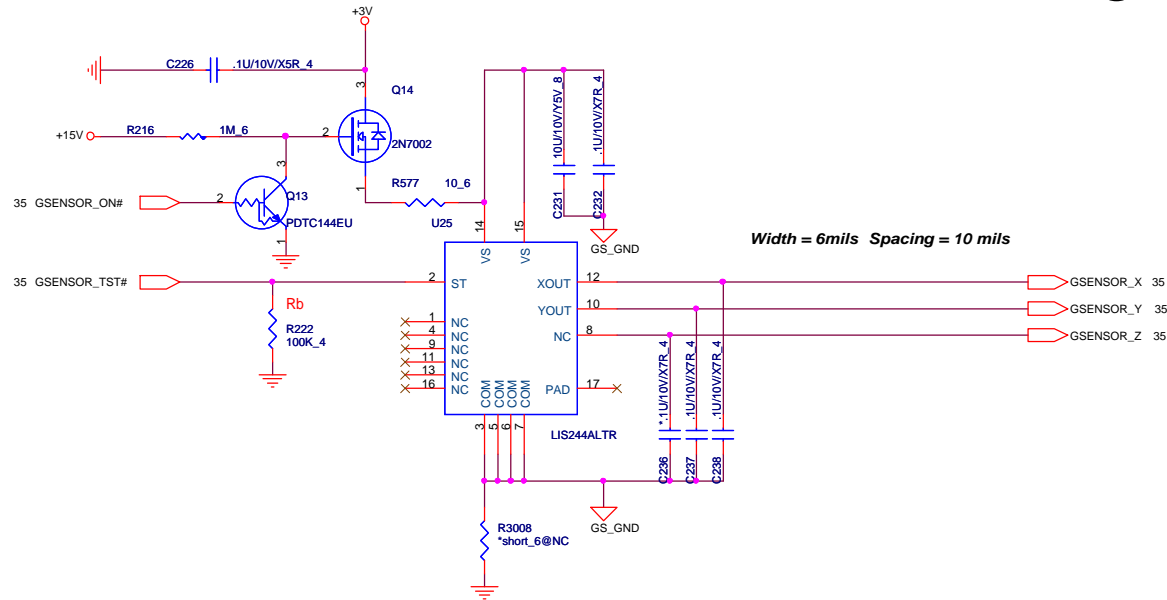 +3V
C226
.1U/10V/X5R_4
3
Q14
+15V
R216
1M_6
2
2N7002
1
10U/10V/Y5V_8
.1U/10V/X7R_4
C231
C232
GS_GND
3
35 GSENSOR_ON#
2
Q13
PDTC144EU
1
R577
10_6
U25
14
15
VS
VS
Width = 6mils Spacing = 10 mils
35 GSENSOR_TST#
2
ST
XOUT
12
GSENSOR_X 35
Rb
R222
100K_4
YOUT
10
GSENSOR_Y 35
1
NC
4
NC
NC
8
GSENSOR_Z 35
9
NC
11
NC
13
NC
16
NC
PAD
17
COM
COM
COM
COM
3
5
6
7
LIS244ALTR
*.1U/10V/X7R_4
.1U/10V/X7R_4
.1U/10V/X7R_4
C236
C237
C238
GS_GND
R3008
*short_6@NC